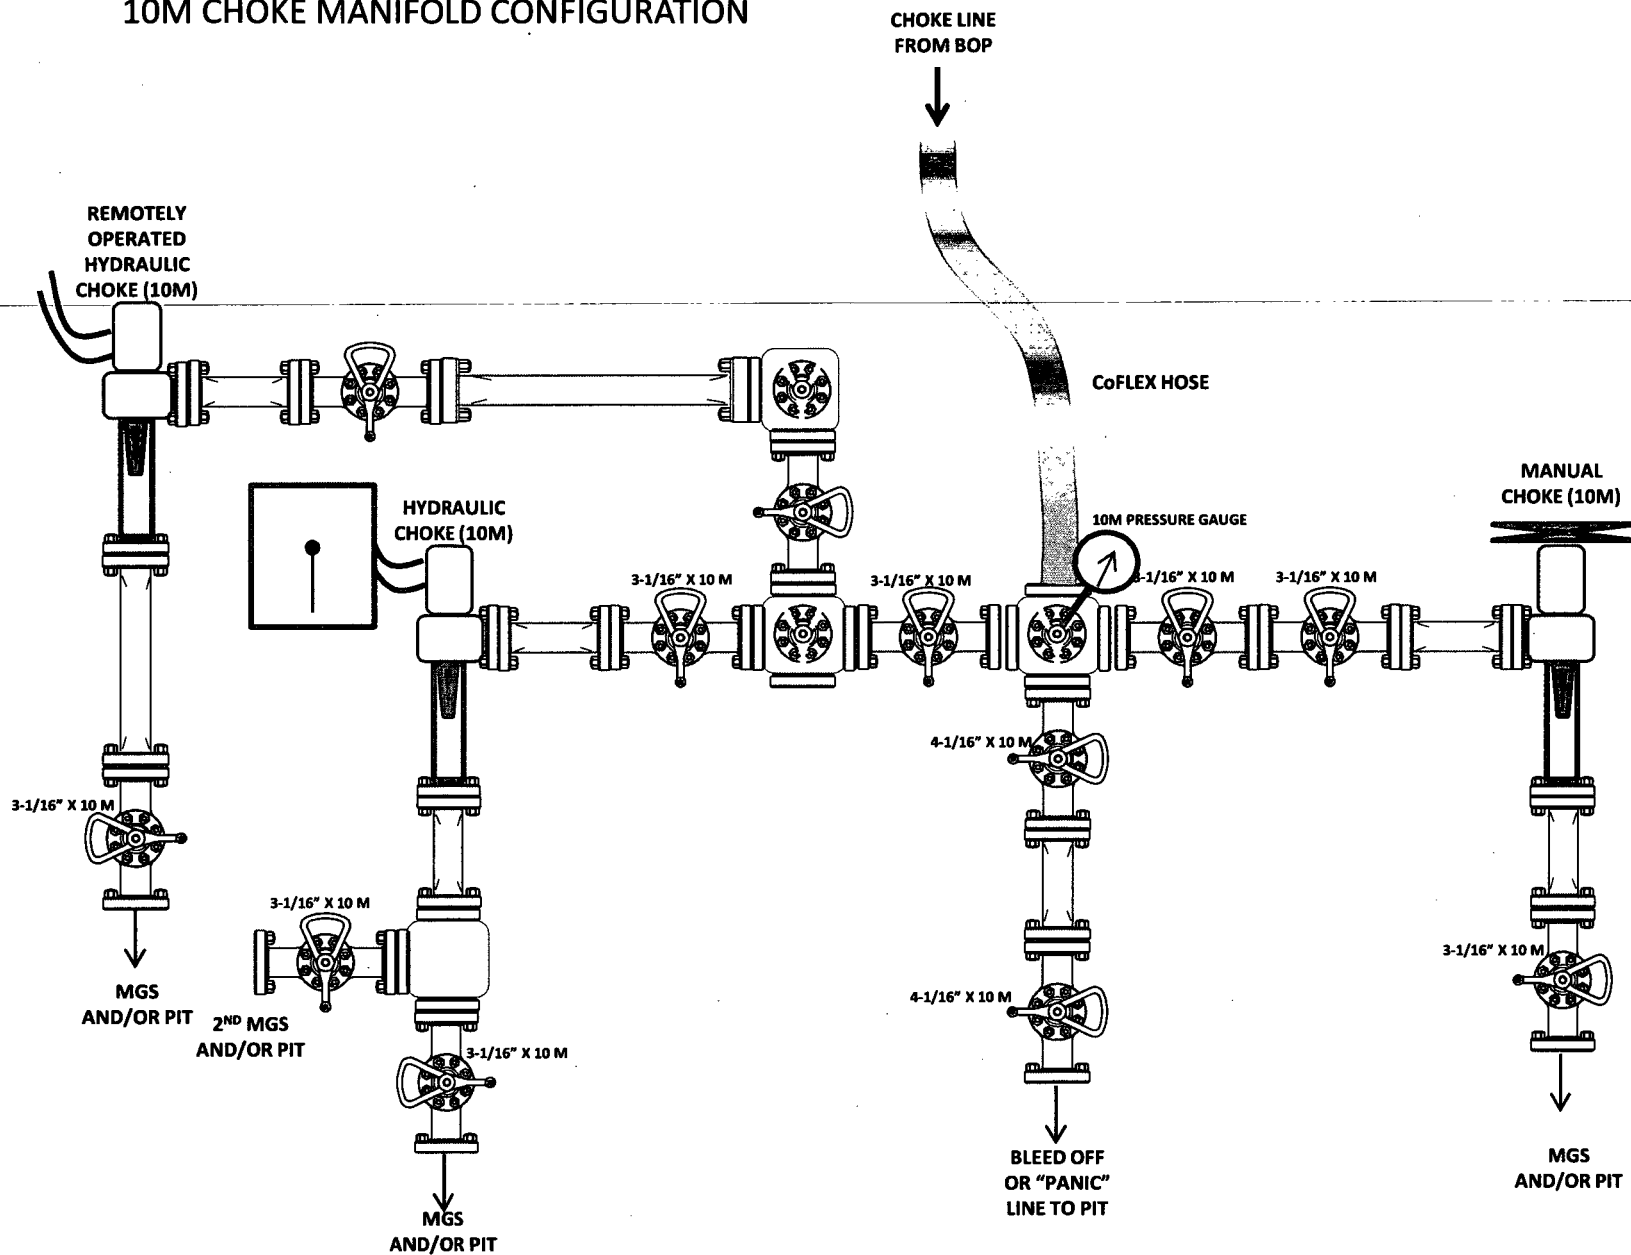 10M CHOKE MANIFOLD CONFIGURATION
CHOKE LINE
FROM BOP
REMOTELY
OPERATED
HYDRAULIC
CHOKE (10M)
CoFLEX HOSE
MANUAL
CHOKE (10M)
HYDRAULIC
CHOKE (10M)
10M PRESSURE GAUGE
3-1/16" X 10 M
3-1/16" X 10 M
3-1/16" X 10 M
3-1/16" X 10 M
4-1/16" X 10 M
3-1/16" X 10 M
3-1/16" X 10 M
3-1/16" X 10 M
4-1/16" X 10 M
MGS
AND/OR PIT
2ND MGS
AND/OR PIT
3-1/16" X 10 M
BLEED OFF
OR “PANIC”
LINE TO PIT
MGS
AND/OR PIT
MGS
AND/OR PIT